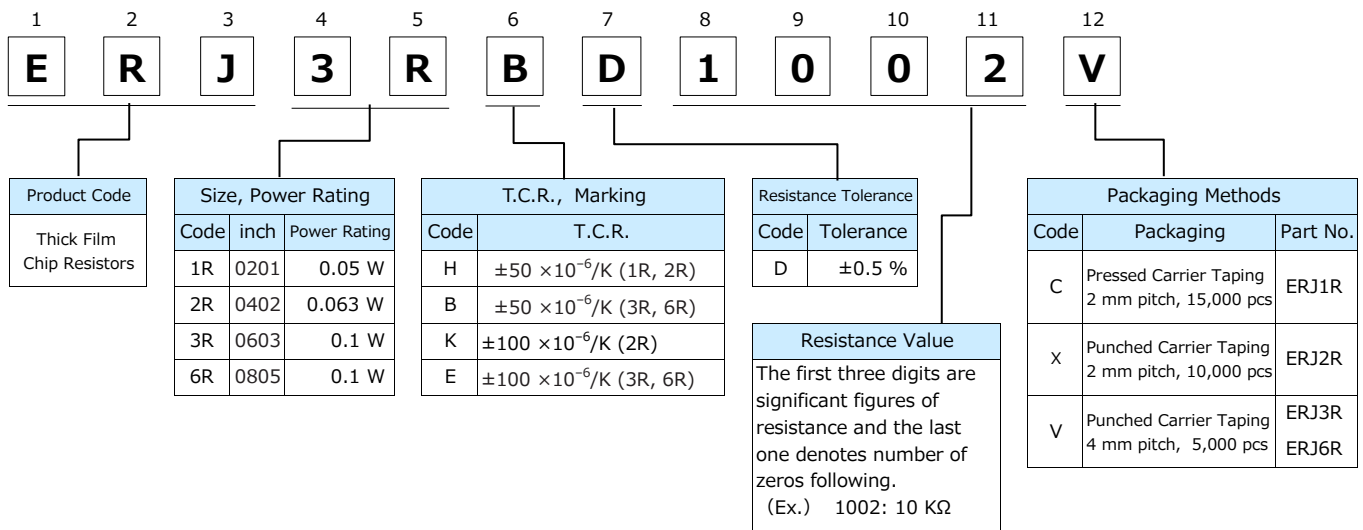 1 2 3 4 5 6 7 8 9 10 11 12
E R J 3 R B D 1 0 0 2 V
Product Code
Thick Film
Chip Resistors
Size, Power Rating
Code inch Power Rating
1R 0201 0.05 W
2R 0402 0.063 W
3R 0603 0.1 W
6R 0805 0.1 W
T.C.R., Marking
Code T.C.R.
H ±50 ×10⁻⁶/K (1R, 2R)
B ±50 ×10⁻⁶/K (3R, 6R)
K ±100 ×10⁻⁶/K (2R)
E ±100 ×10⁻⁶/K (3R, 6R)
Resistance Tolerance
Code Tolerance
D ±0.5 %
Resistance Value
The first three digits are
significant figures of
resistance and the last
one denotes number of
zeros following.
（Ex.） 1002: 10 KΩ
Packaging Methods
Code Packaging Part No.
C Pressed Carrier Taping
2 mm pitch, 15,000 pcs ERJ1R
X Punched Carrier Taping
2 mm pitch, 10,000 pcs ERJ2R
V Punched Carrier Taping
4 mm pitch, 5,000 pcs
ERJ3R
ERJ6R